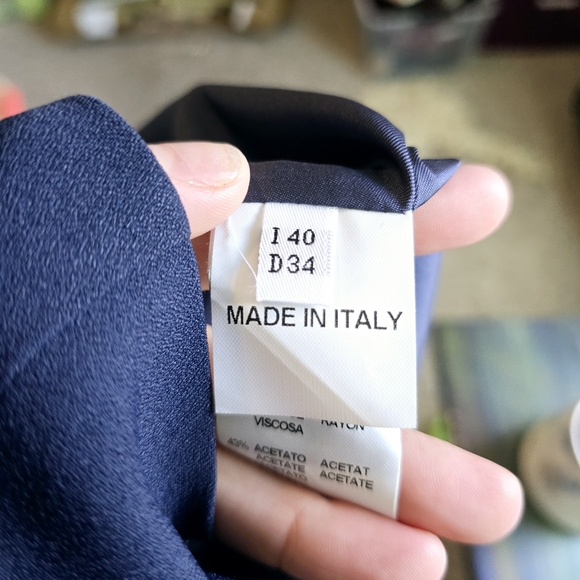 I 40
D 34
MADE IN ITALY
VISCOSA RAYON
43% ACETATO ACETAT
ACETATE ACETATE